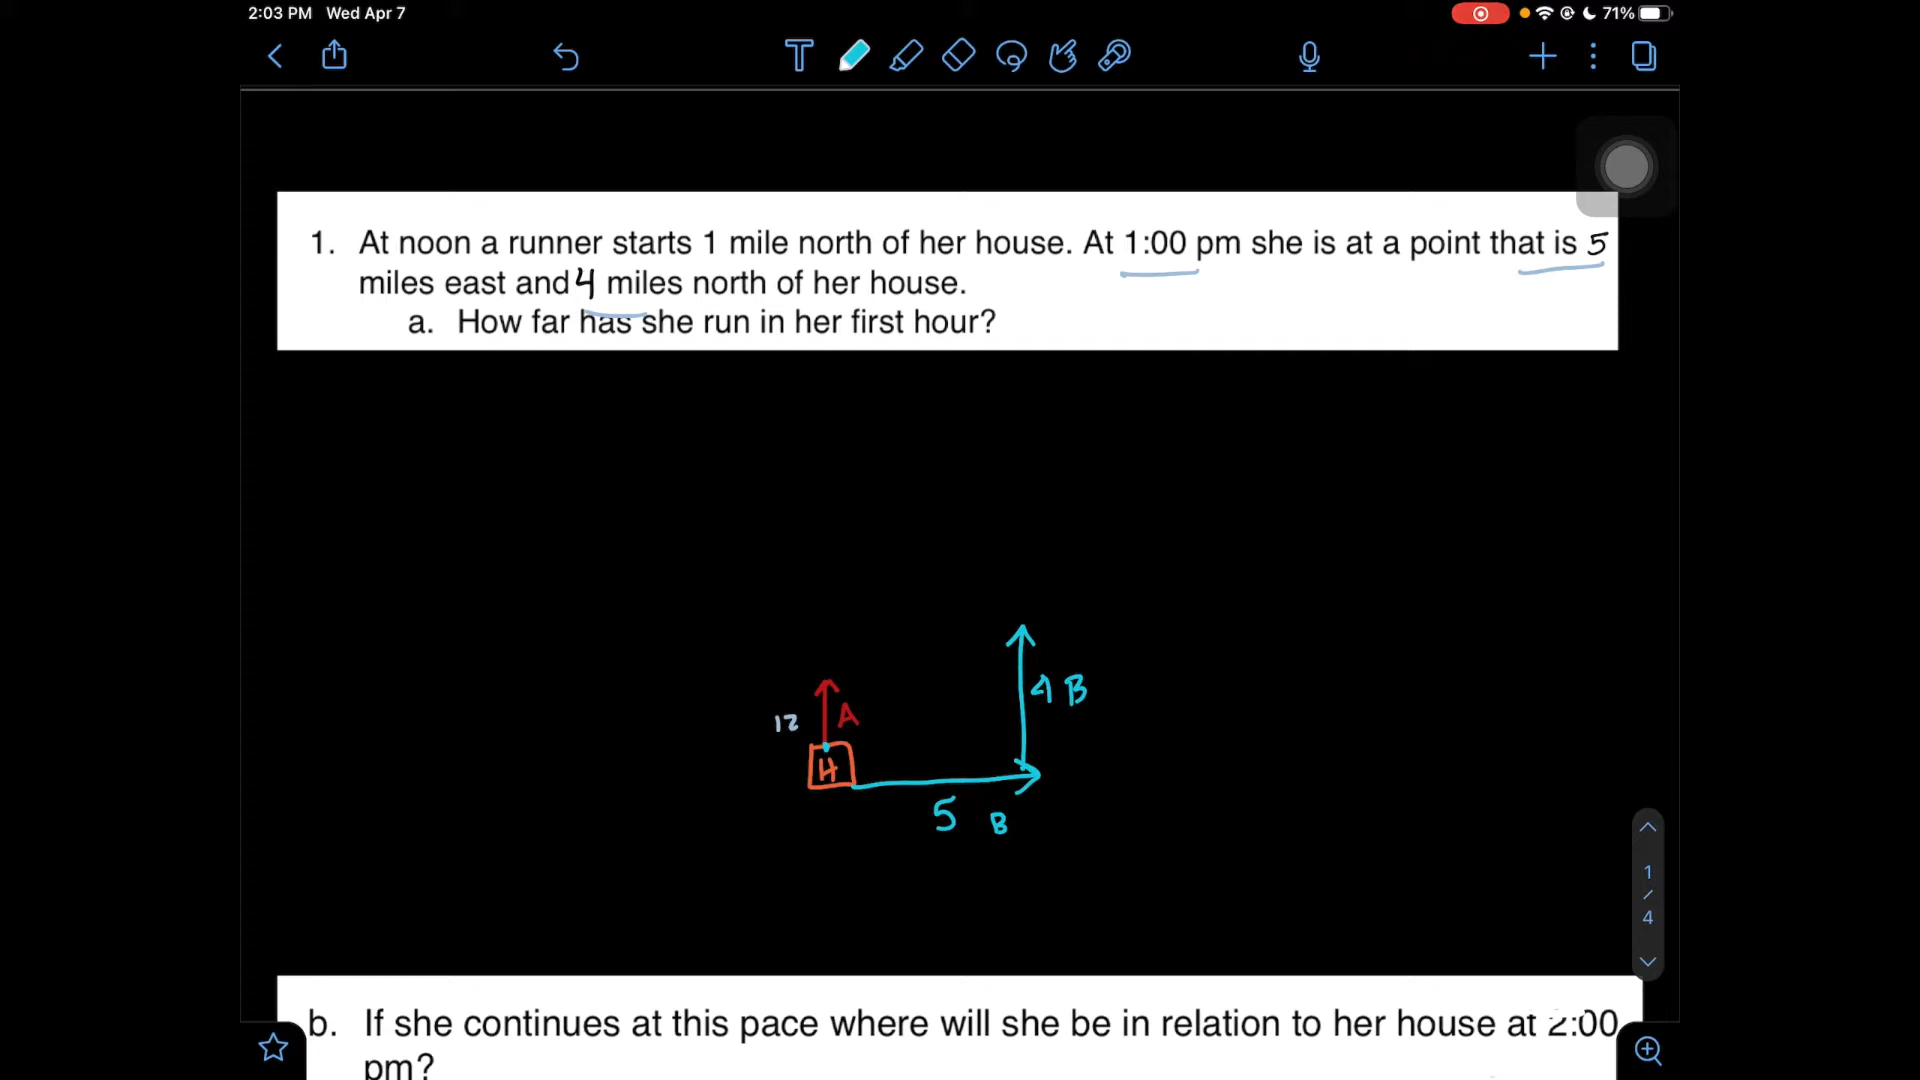 2:03 PM Wed Apr 7
71%
T
1. At noon a runner starts 1 mile north of her house. At 1:00 pm she is at a point that is 5
miles east and 4 miles north of her house.
a. How far has she run in her first hour?
4 B
12 A
H
5 B
1
/
4
b. If she continues at this pace where will she be in relation to her house at 2:00
pm?